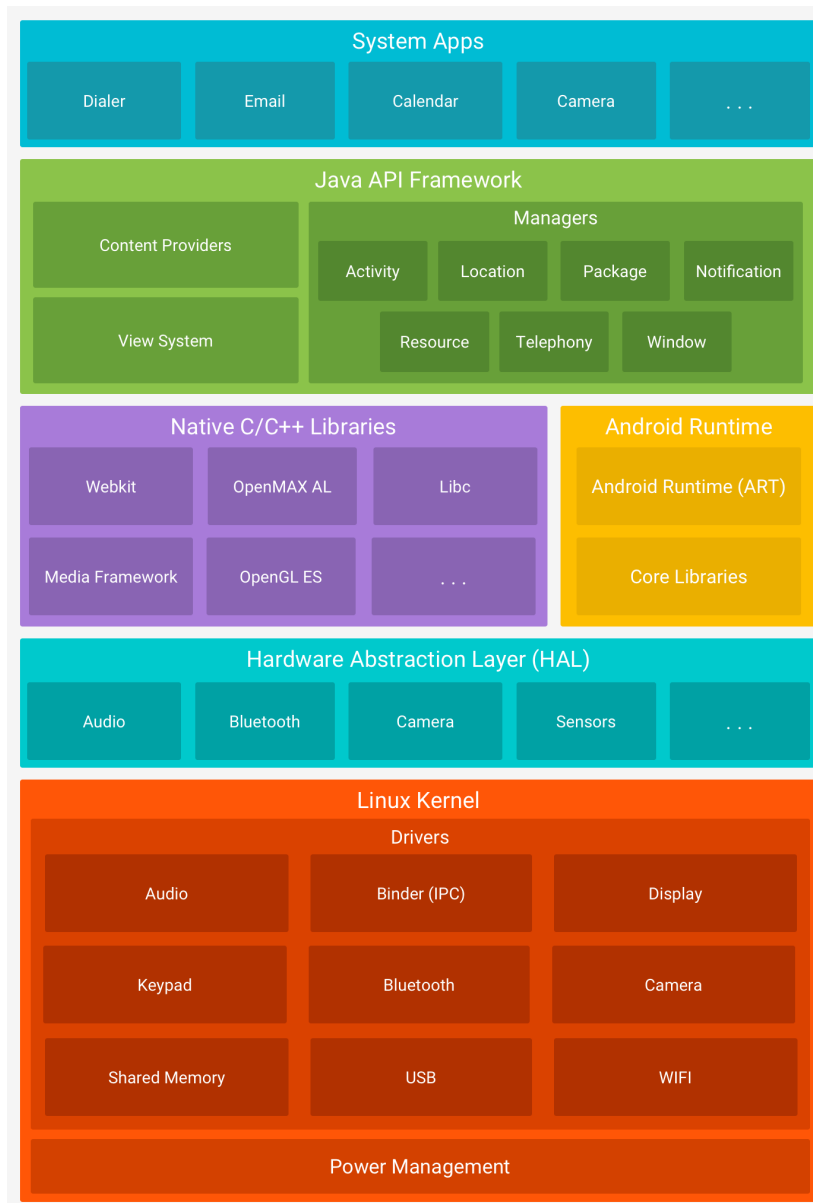 System Apps
Dialer
Email
Calendar
Camera
. . .
Java API Framework
Content Providers
View System
Managers
Activity
Location
Package
Notification
Resource
Telephony
Window
Native C/C++ Libraries
Webkit
OpenMAX AL
Libc
Media Framework
OpenGL ES
. . .
Android Runtime
Android Runtime (ART)
Core Libraries
Hardware Abstraction Layer (HAL)
Audio
Bluetooth
Camera
Sensors
. . .
Linux Kernel
Drivers
Audio
Binder (IPC)
Display
Keypad
Bluetooth
Camera
Shared Memory
USB
WIFI
Power Management